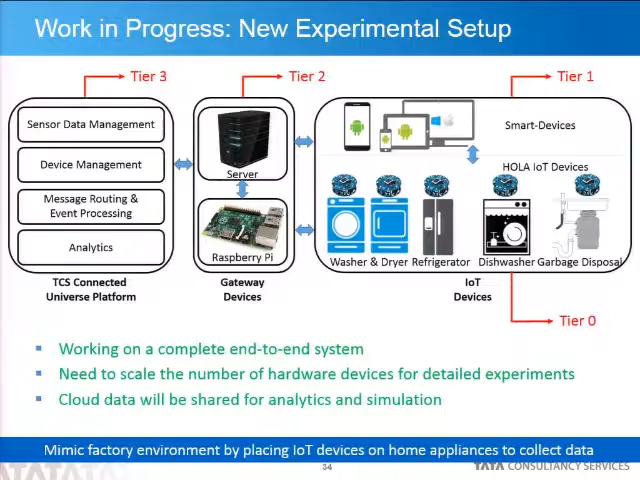 Work in Progress: New Experimental Setup
Tier 3
Tier 2
Tier 1
Sensor Data Management
Device Management
Message Routing &
Event Processing
Analytics
TCS Connected
Universe Platform
Server
Raspberry Pi
Gateway
Devices
Smart-Devices
HOLA IoT Devices
Washer & Dryer Refrigerator
Dishwasher Garbage Disposal
IoT
Devices
Tier 0
Working on a complete end-to-end system
Need to scale the number of hardware devices for detailed experiments
Cloud data will be shared for analytics and simulation
Mimic factory environment by placing IoT devices on home appliances to collect data
34
TATA CONSULTANCY SERVICES
TATATATA